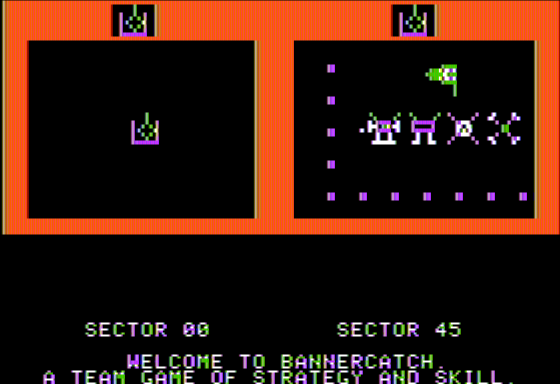 SECTOR 00
SECTOR 45
WELCOME TO BANNERCATCH,
A TEAM GAME OF STRATEGY AND SKILL.